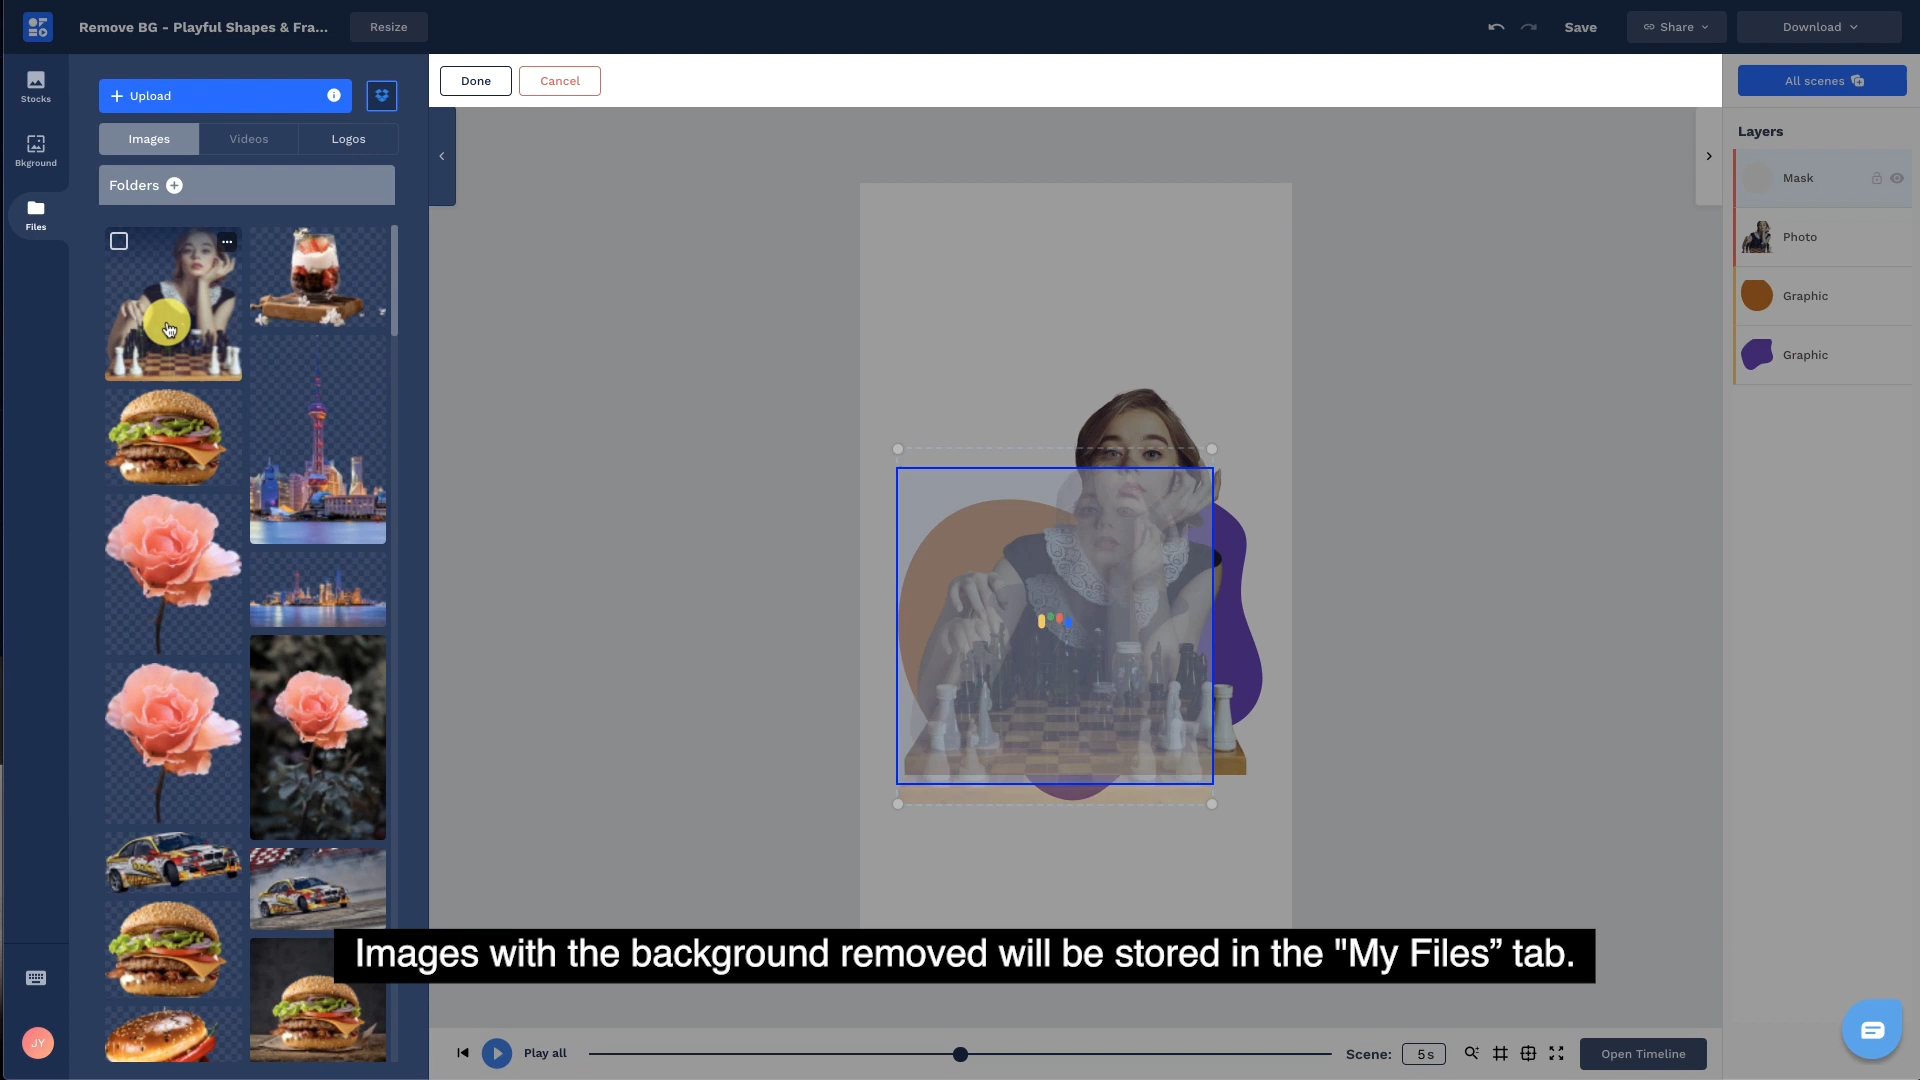 Remove BG - Playful Shapes & Fra...
Resize
Save
Share
Download
Stocks
Bkground
Files
Upload
Images
Videos
Logos
Folders
Done
Cancel
All scenes
Layers
Mask
Photo
Graphic
Graphic
Images with the background removed will be stored in the "My Files” tab.
JY
Play all
Scene:
5s
Open Timeline